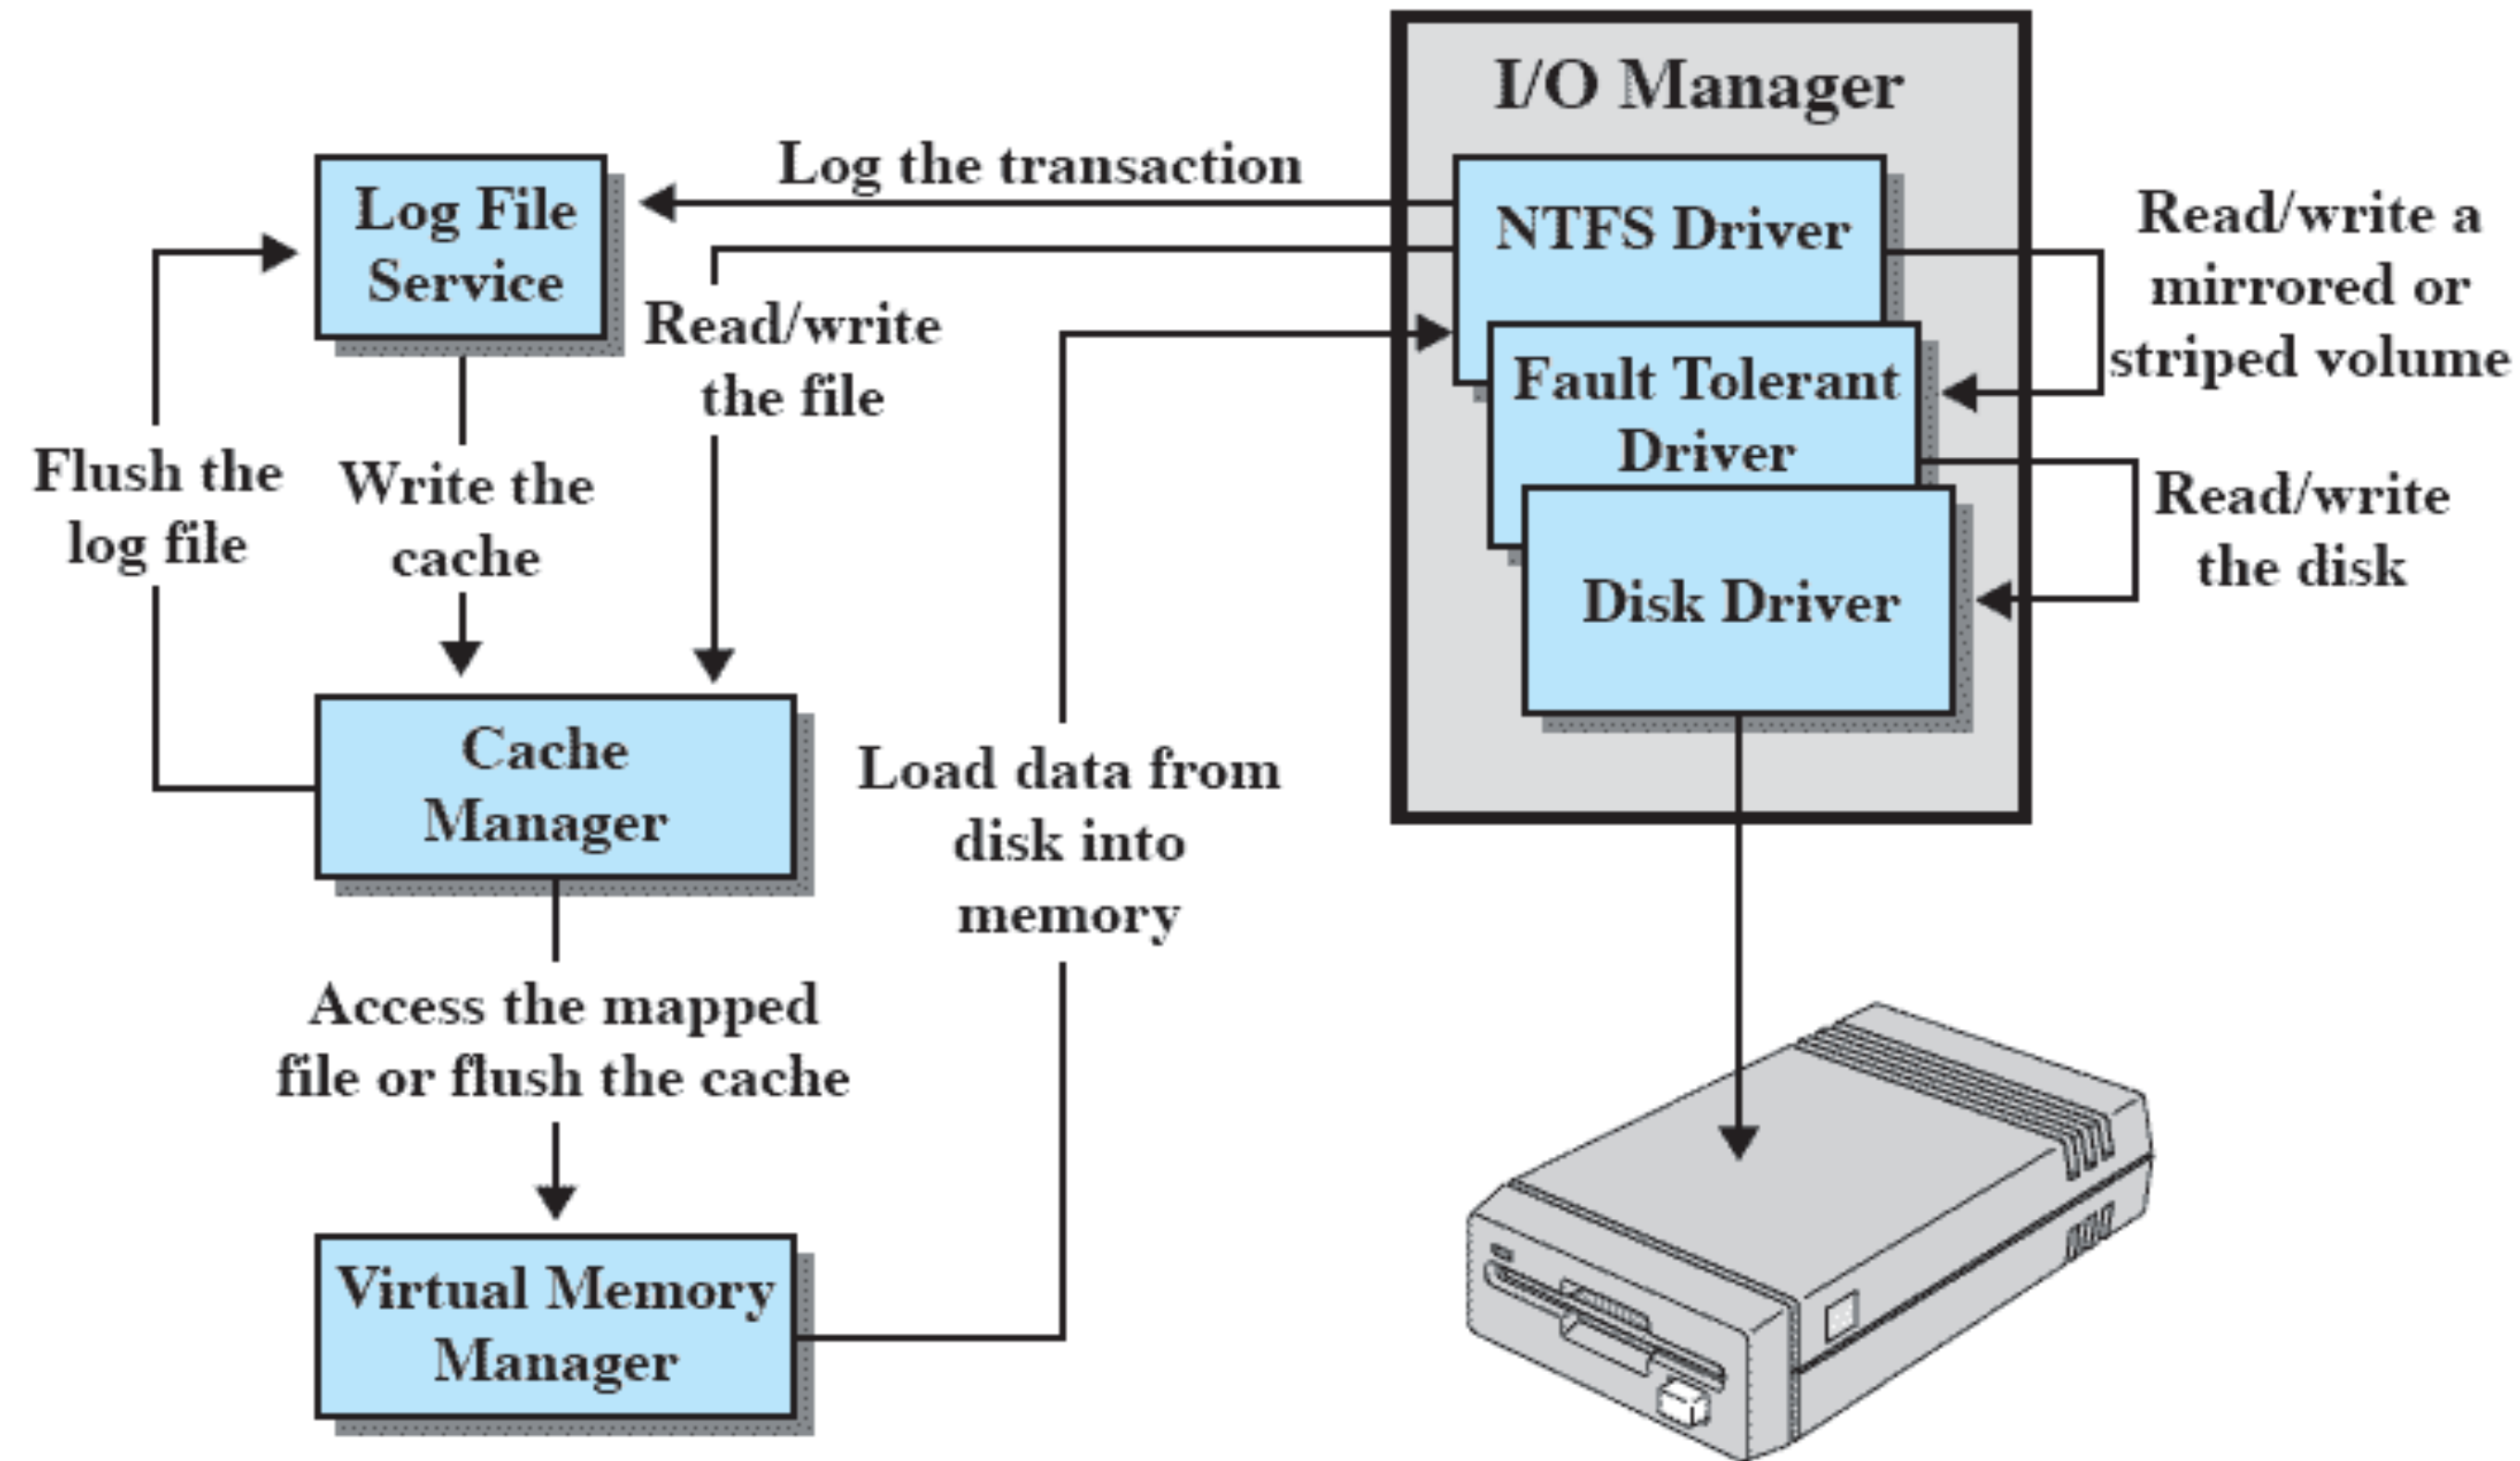 I/O Manager
Log the transaction
Log File
Service
NTFS Driver
Read/write a
mirrored or
striped volume
Read/write
the file
Fault Tolerant
Driver
Flush the
log file
Write the
cache
Read/write
the disk
Disk Driver
Cache
Manager
Load data from
disk into
memory
Access the mapped
file or flush the cache
Virtual Memory
Manager